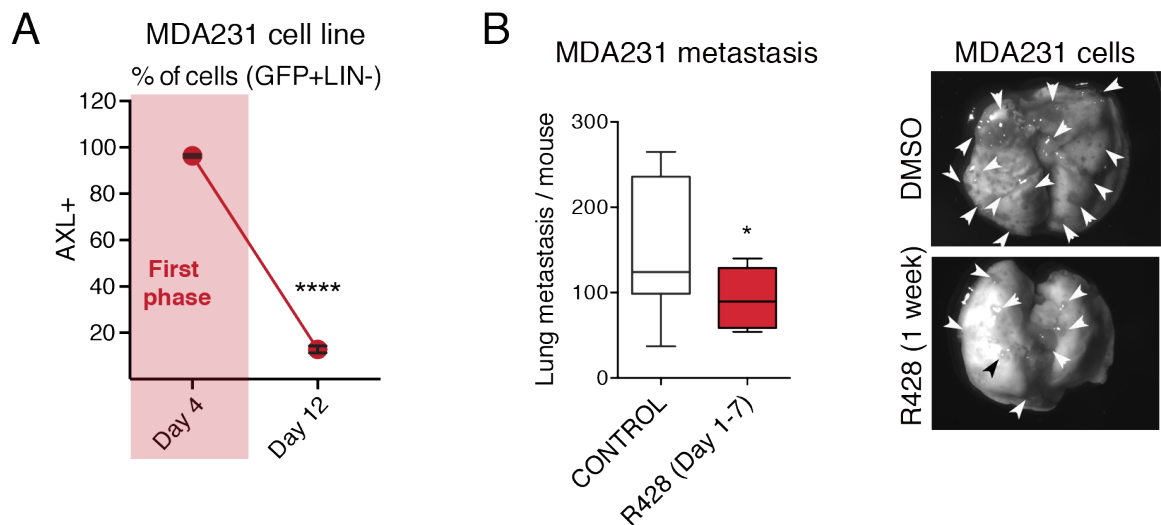 A
MDA231 cell line
% of cells (GFP+LIN-)
AXL+
120
100
80
60
40
20
First
phase
****
Day 4
Day 12
B
MDA231 metastasis
Lung metastasis / mouse
300
200
100
0
*
CONTROL
R428 (Day 1-7)
MDA231 cells
DMSO
R428 (1 week)